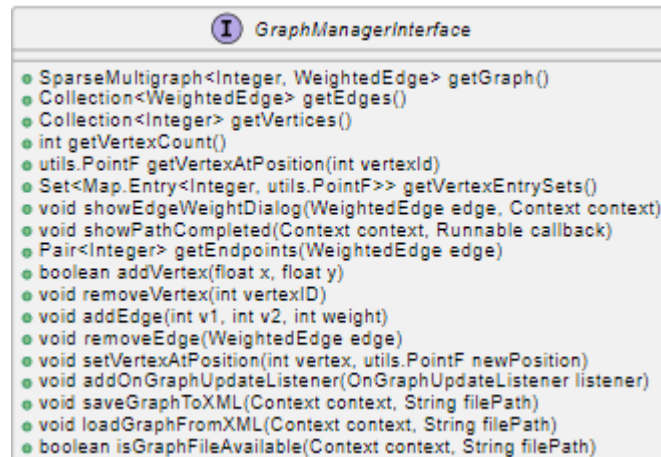 I GraphManagerInterface
SparseMultigraph<Integer, WeightedEdge> getGraph()
Collection<WeightedEdge> getEdges()
Collection<Integer> getVertices()
int getVertexCount()
utils.PointF getVertexAtPosition(int vertexId)
Set<Map.Entry<Integer, utils.PointF>> getVertexEntrySets()
void showEdgeWeightDialog(WeightedEdge edge, Context context)
void showPathCompleted(Context context, Runnable callback)
Pair<Integer> getEndpoints(WeightedEdge edge)
boolean addVertex(float x, float y)
void removeVertex(int vertexID)
void addEdge(int v1, int v2, int weight)
void removeEdge(WeightedEdge edge)
void setVertexAtPosition(int vertex, utils.PointF newPosition)
void addOnGraphUpdateListener(OnGraphUpdateListener listener)
void saveGraphToXML(Context context, String filePath)
void loadGraphFromXML(Context context, String filePath)
boolean isGraphFileAvailable(Context context, String filePath)